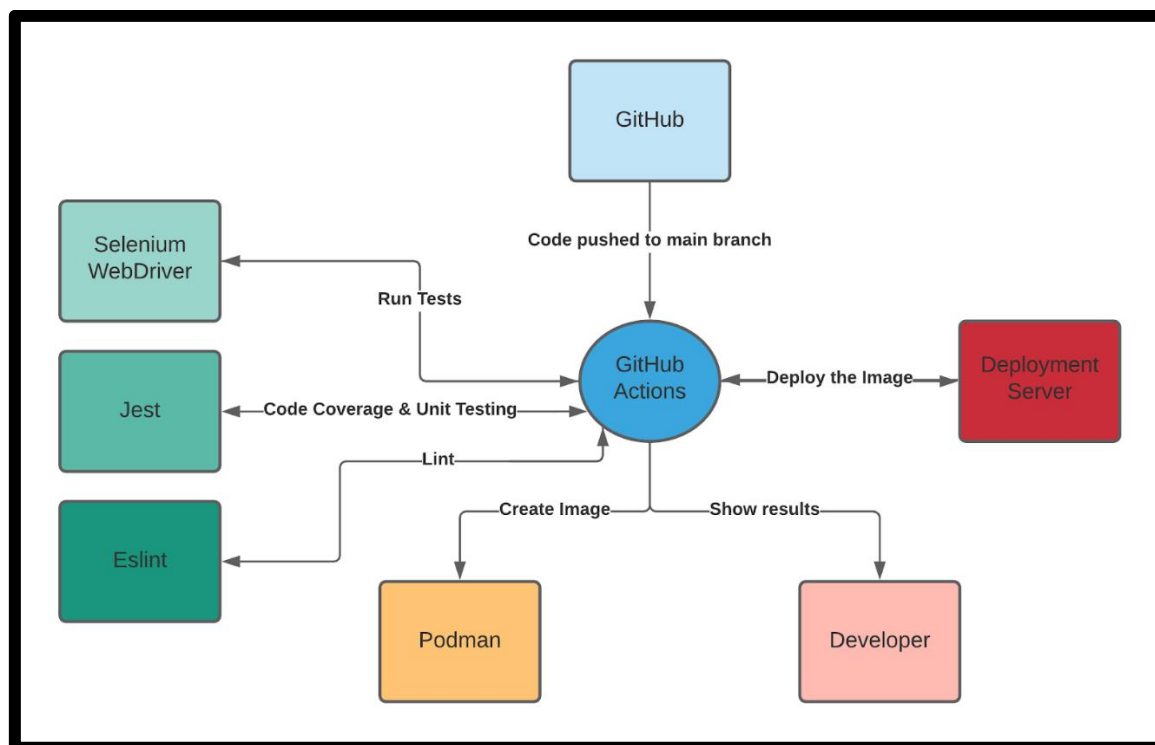 GitHub
Code pushed to main branch
Selenium
WebDriver
Run Tests
GitHub
Actions
Deploy the Image
Deployment
Server
Jest
Code Coverage & Unit Testing
Lint
Eslint
Create Image
Show results
Podman
Developer